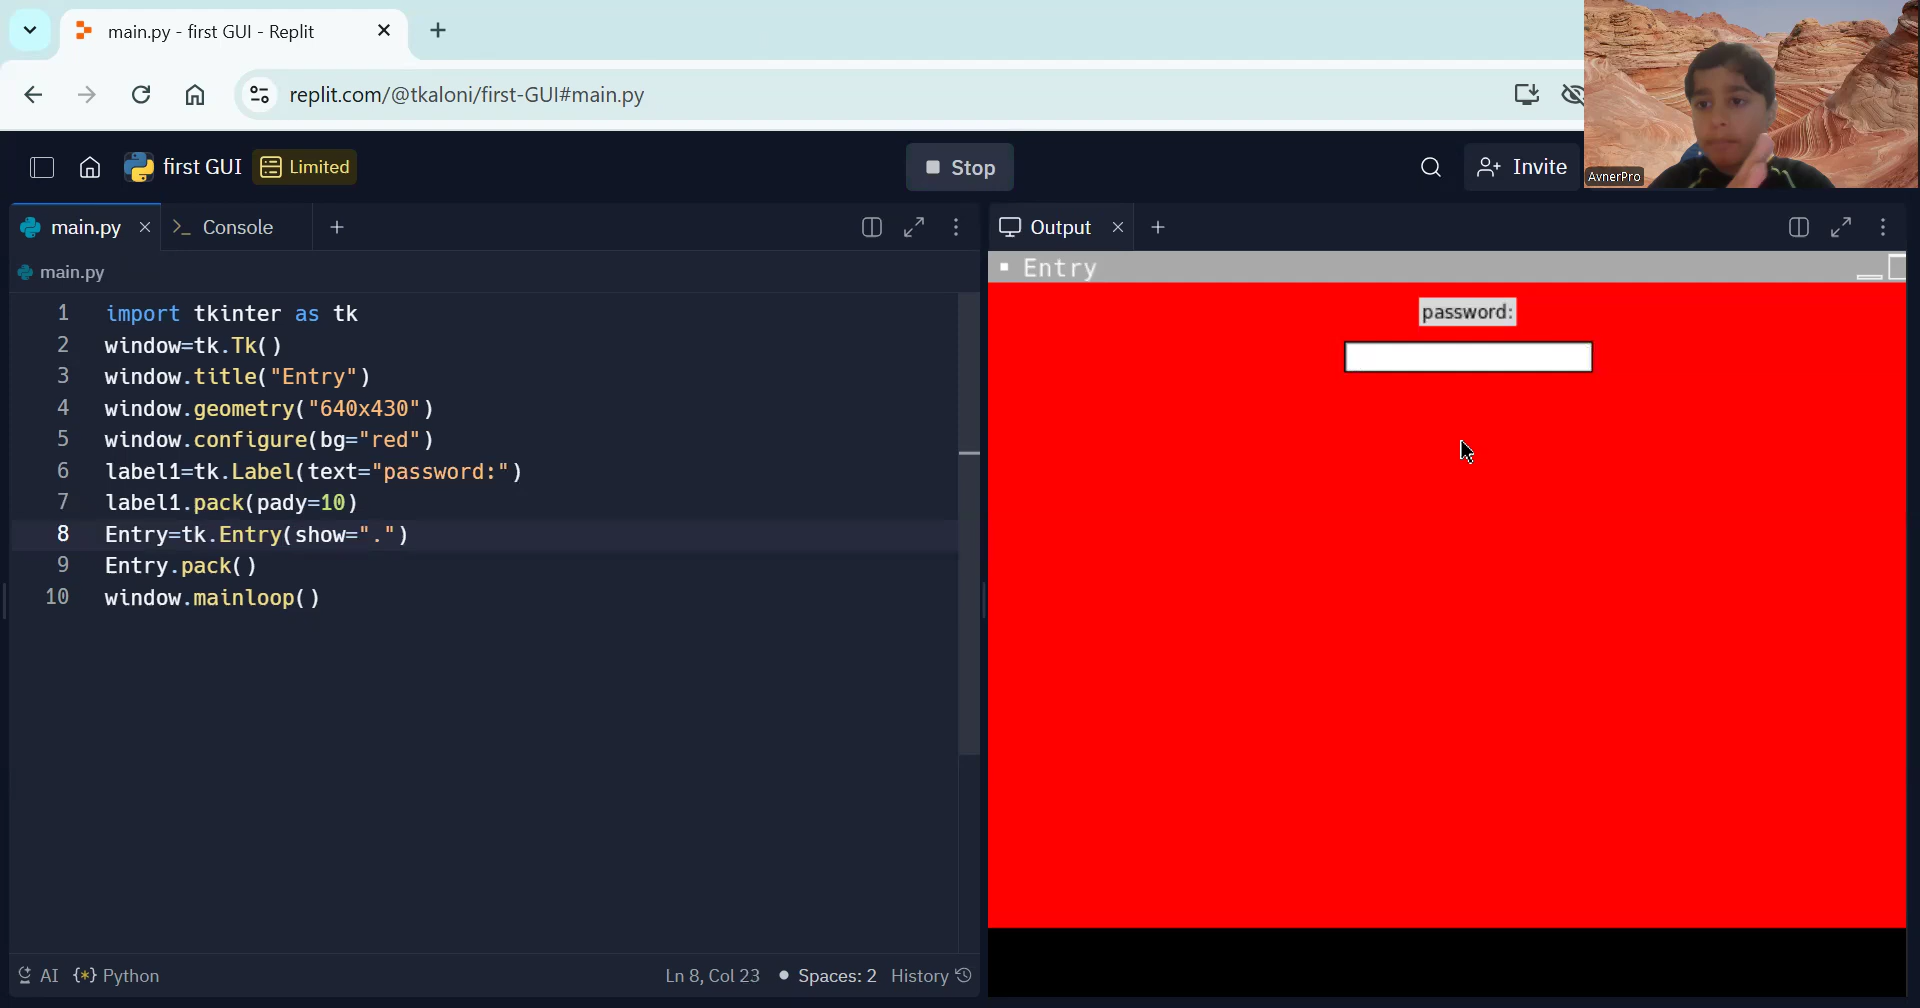 main.py - first GUI - Replit
replit.com/@tkaloni/first-GUI#main.py
AvnerPro
first GUI
Limited
Stop
Invite
main.py
Console
Output
main.py
Entry
1 import tkinter as tk
2 window=tk.Tk()
3 window.title("Entry")
4 window.geometry("640x430")
5 window.configure(bg="red")
6 label1=tk.Label(text="password:")
7 label1.pack(pady=10)
8 Entry=tk.Entry(show=".")
9 Entry.pack()
10 window.mainloop()
password:
AI {*} Python
Ln 8, Col 23 Spaces: 2 History